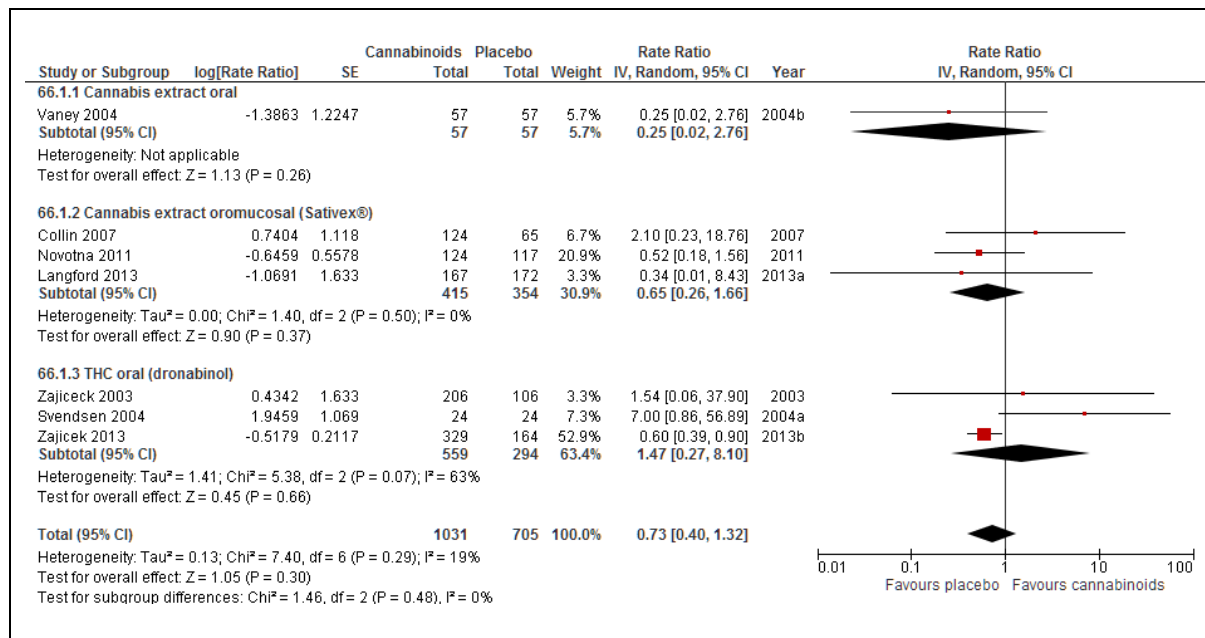 Cannabinoids Placebo Rate Ratio Rate Ratio
Study or Subgroup log[Rate Ratio] SE Total Total Weight IV, Random, 95% CI Year IV, Random, 95% CI
66.1.1 Cannabis extract oral
Vaney 2004 -1.3863 1.2247 57 57 5.7% 0.25 [0.02, 2.76] 2004b
Subtotal (95% CI) 57 57 5.7% 0.25 [0.02, 2.76]
Heterogeneity: Not applicable
Test for overall effect: Z = 1.13 (P = 0.26)
66.1.2 Cannabis extract oromucosal (Sativex®)
Collin 2007 0.7404 1.118 124 65 6.7% 2.10 [0.23, 18.76] 2007
Novotna 2011 -0.6459 0.5578 124 117 20.9% 0.52 [0.18, 1.56] 2011
Langford 2013 -1.0691 1.633 167 172 3.3% 0.34 [0.01, 8.43] 2013a
Subtotal (95% CI) 415 354 30.9% 0.65 [0.26, 1.66]
Heterogeneity: Tau² = 0.00; Chi² = 1.40, df = 2 (P = 0.50); I² = 0%
Test for overall effect: Z = 0.90 (P = 0.37)
66.1.3 THC oral (dronabinol)
Zajiceck 2003 0.4342 1.633 206 106 3.3% 1.54 [0.06, 37.90] 2003
Svendsen 2004 1.9459 1.069 24 24 7.3% 7.00 [0.86, 56.89] 2004a
Zajicek 2013 -0.5179 0.2117 329 164 52.9% 0.60 [0.39, 0.90] 2013b
Subtotal (95% CI) 559 294 63.4% 1.47 [0.27, 8.10]
Heterogeneity: Tau² = 1.41; Chi² = 5.38, df = 2 (P = 0.07); I² = 63%
Test for overall effect: Z = 0.45 (P = 0.66)
Total (95% CI) 1031 705 100.0% 0.73 [0.40, 1.32]
Heterogeneity: Tau² = 0.13; Chi² = 7.40, df = 6 (P = 0.29); I² = 19%
Test for overall effect: Z = 1.05 (P = 0.30)
Test for subgroup differences: Chi² = 1.46, df = 2 (P = 0.48), I² = 0%
0.01 0.1 1 10 100
Favours placebo Favours cannabinoids